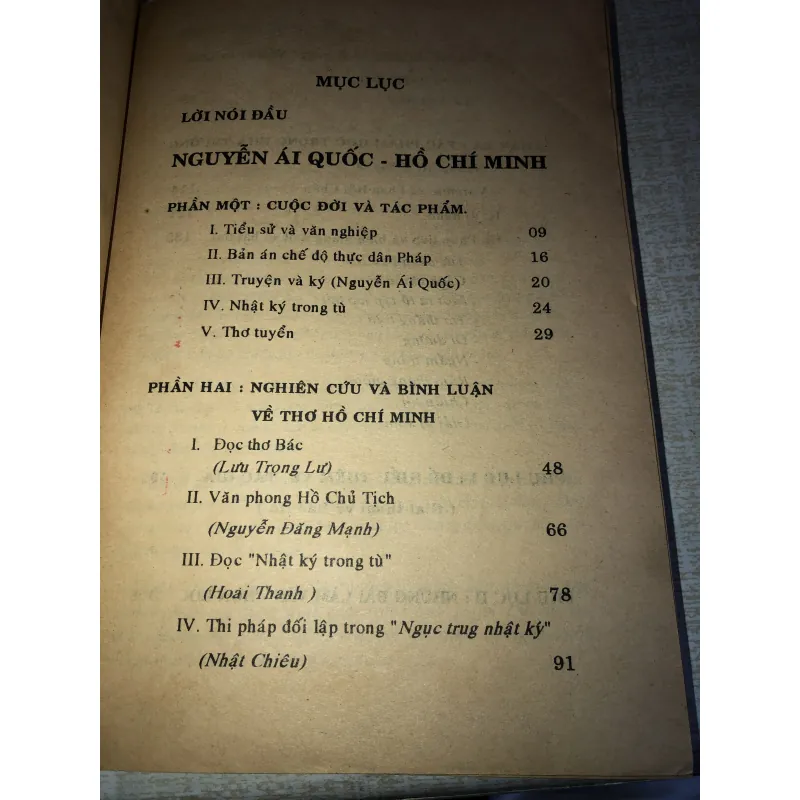 MỤC LỤC
LỜI NÓI ĐẦU
NGUYỄN ÁI QUỐC - HỒ CHÍ MINH
PHẦN MỘT : CUỘC ĐỜI VÀ TÁC PHẨM.
I. Tiểu sử và văn nghiệp 09
II. Bản án chế độ thực dân Pháp 16
III. Truyện và ký (Nguyễn Ái Quốc) 20
IV. Nhật ký trong tù 24
V. Thơ tuyển 29
PHẦN HAI : NGHIÊN CỨU VÀ BÌNH LUẬN
VỀ THƠ HỒ CHÍ MINH
I. Đọc thơ Bác
(Lưu Trọng Lư) 48
II. Văn phong Hồ Chủ Tịch
(Nguyễn Đăng Mạnh) 66
III. Đọc "Nhật ký trong tù"
(Hoài Thanh ) 78
IV. Thi pháp đối lập trong "Ngục trug nhật kỳ"
(Nhật Chiêu) 91